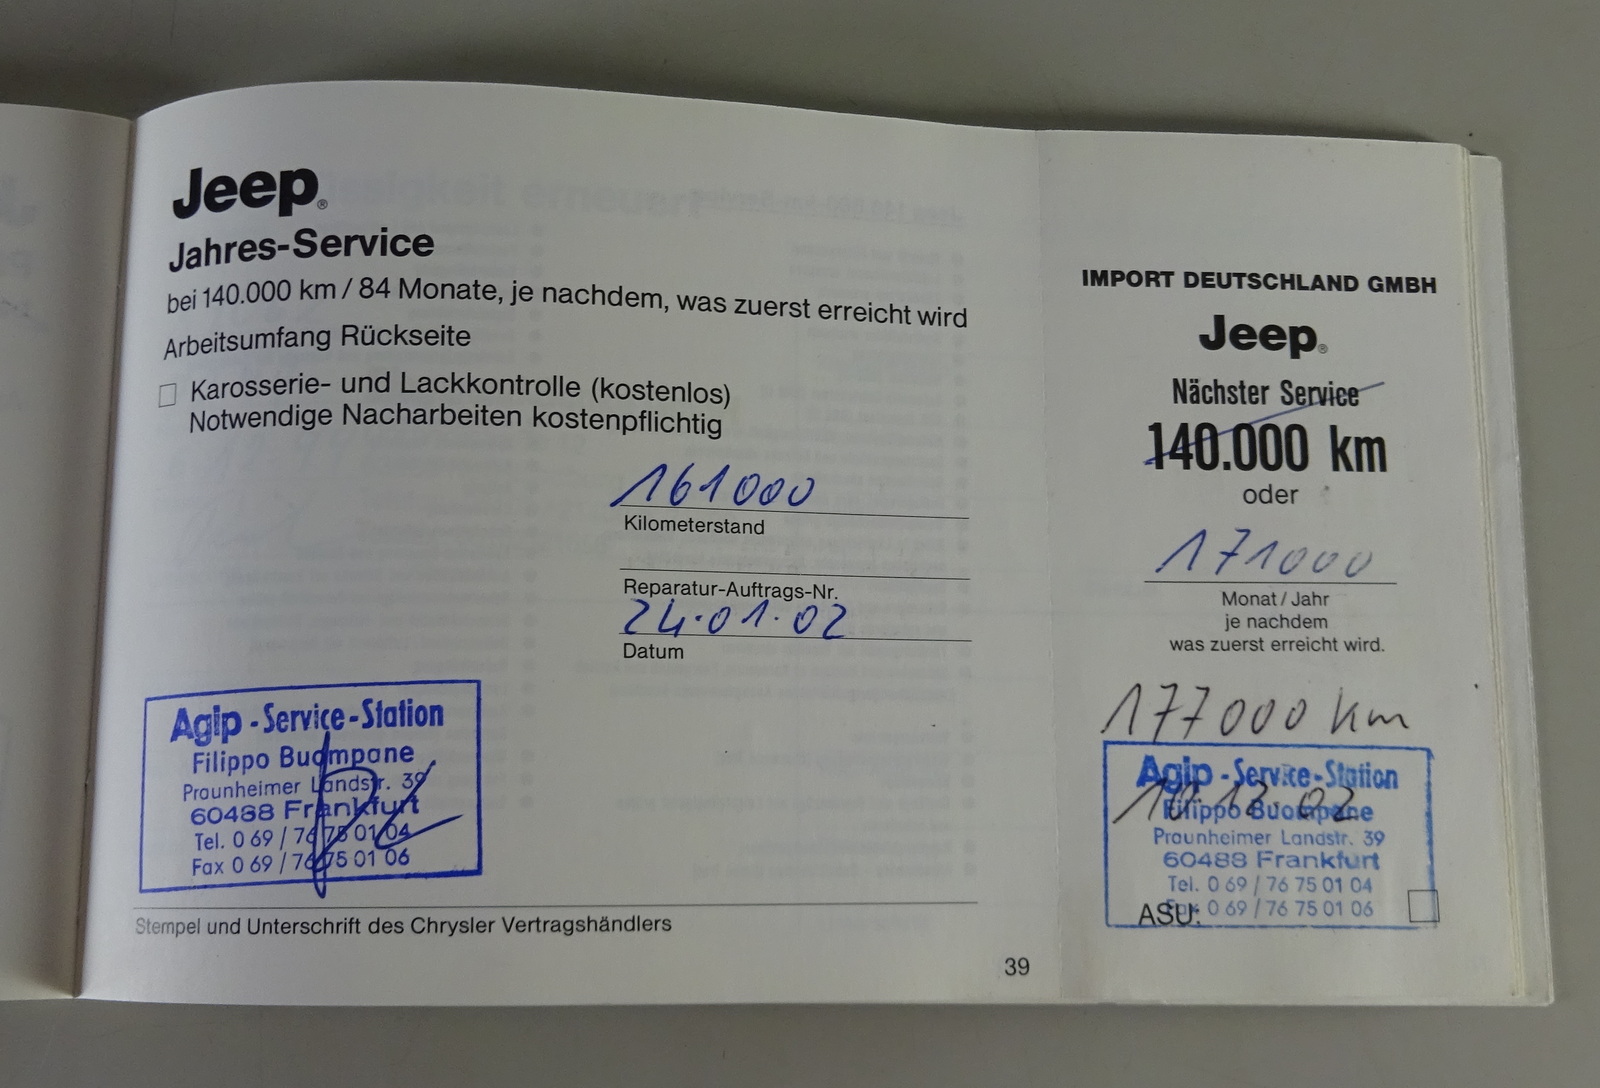 Jeep®
Jahres-Service
bei 140.000 km / 84 Monate, je nachdem, was zuerst erreicht wird
Arbeitsumfang Rückseite
Karosserie- und Lackkontrolle (kostenlos)
Notwendige Nacharbeiten kostenpflichtig
161000
Kilometerstand
Reparatur-Auftrags-Nr.
24.01.02
Datum
Agip-Service-Station
Filippo Buompane
Praunheimer Landstr. 39
60488 Frankfurt
Tel. 0 69 / 76 75 01 04
Fax 0 69 / 76 75 01 06
Stempel und Unterschrift des Chrysler Vertragshändlers
39
IMPORT DEUTSCHLAND GMBH
Jeep®
Nächster Service
140.000 km
oder
171000
Monat / Jahr
je nachdem
was zuerst erreicht wird.
177000 km
Agip-Service-Station
Filippo Buompane
Praunheimer Landstr. 39
60488 Frankfurt
Tel. 0 69 / 76 75 01 04
Fax 0 69 / 76 75 01 06
ASU: